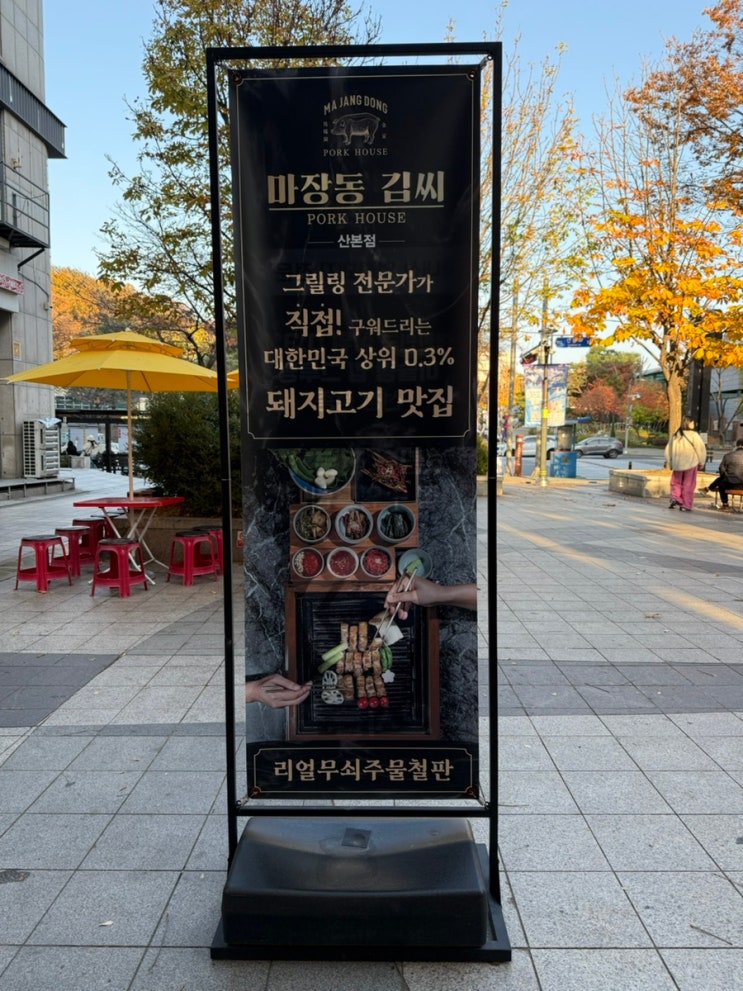 MA JANG DONG
PORK HOUSE
마장동 김씨
PORK HOUSE
산본점
그릴링 전문가가
직접! 구워드리는
대한민국 상위 0.3%
돼지고기 맛집
리얼무쇠주물철판